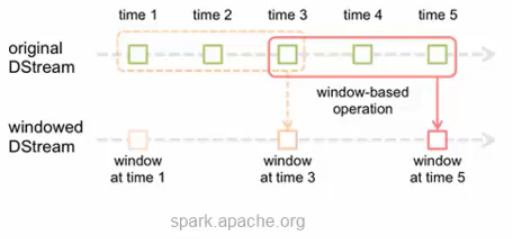 time 1 time 2 time 3 time 4 time 5
original
DStream
window-based
operation
windowed
DStream
window
at time 1
window
at time 3
window
at time 5
spark.apache.org